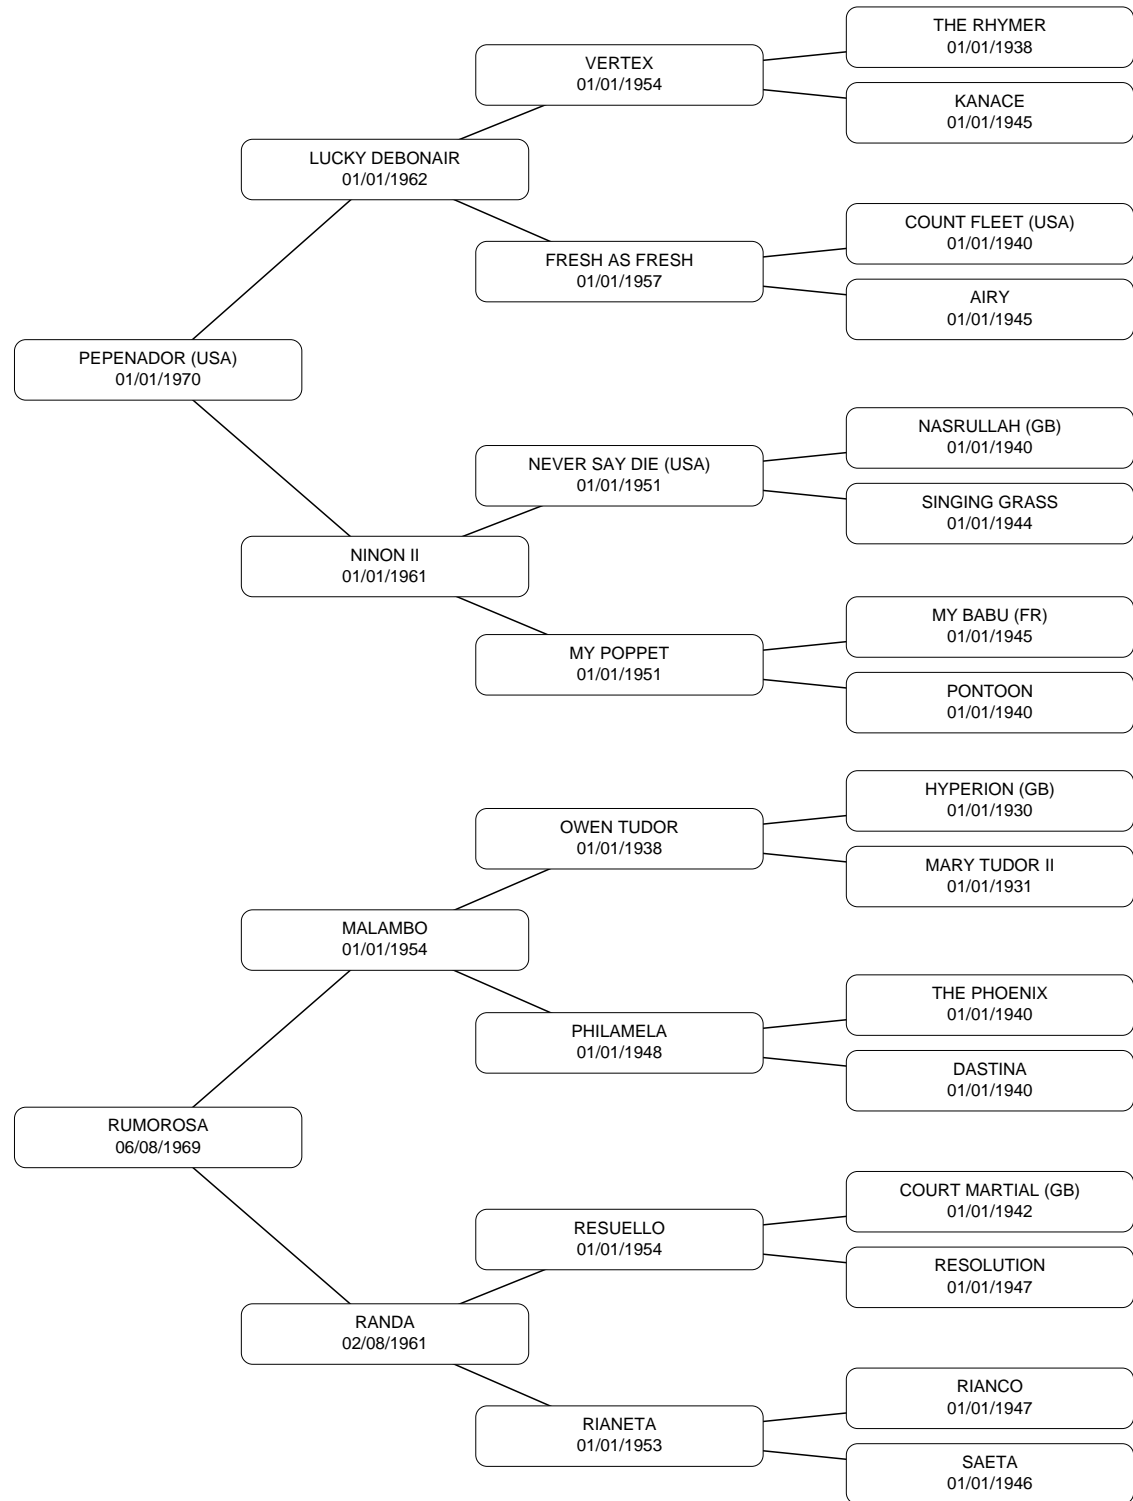 THE RHYMER
01/01/1938
VERTEX
01/01/1954
KANACE
01/01/1945
LUCKY DEBONAIR
01/01/1962
COUNT FLEET (USA)
01/01/1940
FRESH AS FRESH
01/01/1957
AIRY
01/01/1945
PEPENADOR (USA)
01/01/1970
NASRULLAH (GB)
01/01/1940
NEVER SAY DIE (USA)
01/01/1951
SINGING GRASS
01/01/1944
NINON II
01/01/1961
MY BABU (FR)
01/01/1945
MY POPPET
01/01/1951
PONTOON
01/01/1940
HYPERION (GB)
01/01/1930
OWEN TUDOR
01/01/1938
MARY TUDOR II
01/01/1931
MALAMBO
01/01/1954
THE PHOENIX
01/01/1940
PHILAMELA
01/01/1948
DASTINA
01/01/1940
RUMOROSA
06/08/1969
COURT MARTIAL (GB)
01/01/1942
RESUELLO
01/01/1954
RESOLUTION
01/01/1947
RANDA
02/08/1961
RIANCO
01/01/1947
RIANETA
01/01/1953
SAETA
01/01/1946